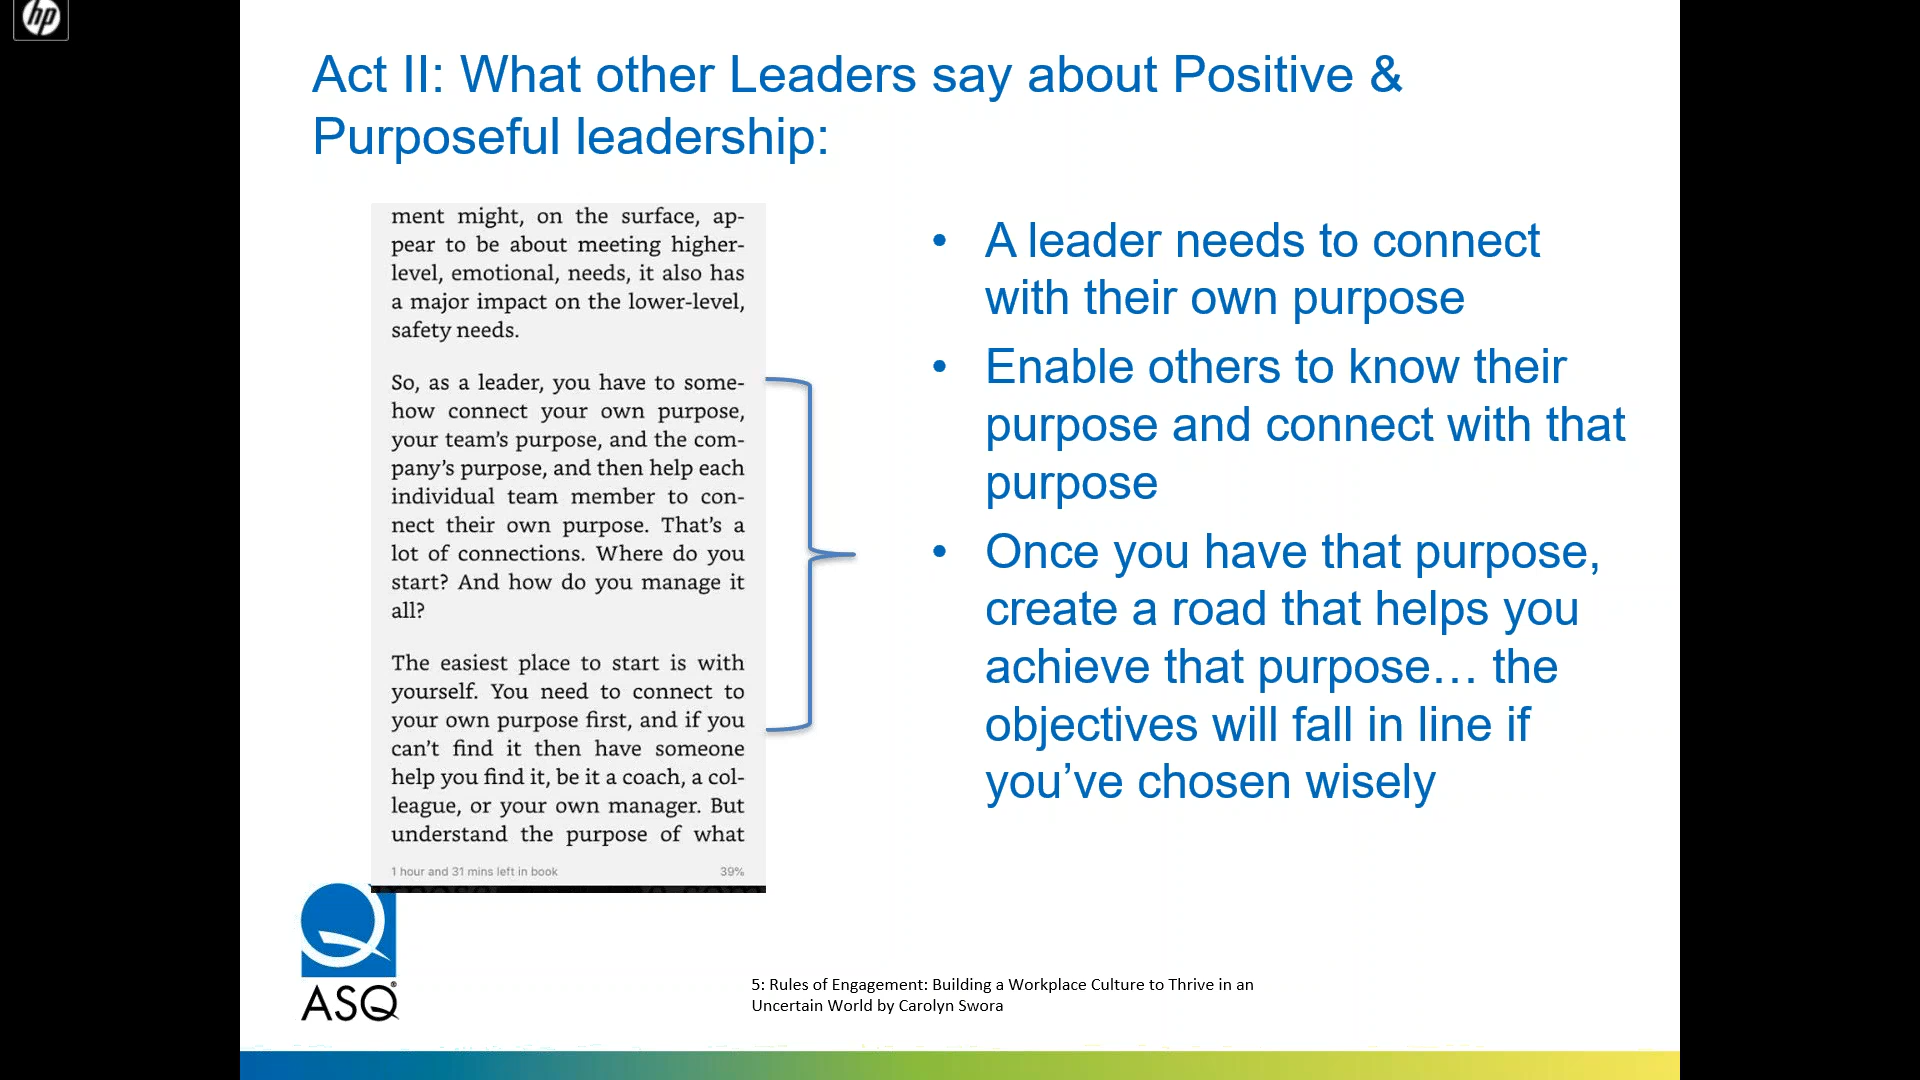 hp
Act II: What other Leaders say about Positive &
Purposeful leadership:
ment might, on the surface, ap-
pear to be about meeting higher-
level, emotional, needs, it also has
a major impact on the lower-level,
safety needs.
So, as a leader, you have to some-
how connect your own purpose,
your team's purpose, and the com-
pany's purpose, and then help each
individual team member to con-
nect their own purpose. That's a
lot of connections. Where do you
start? And how do you manage it
all?
The easiest place to start is with
yourself. You need to connect to
your own purpose first, and if you
can't find it then have someone
help you find it, be it a coach, a col-
league, or your own manager. But
understand the purpose of what
1 hour and 31 mins left in book 39%
• A leader needs to connect
with their own purpose
• Enable others to know their
purpose and connect with that
purpose
• Once you have that purpose,
create a road that helps you
achieve that purpose… the
objectives will fall in line if
you've chosen wisely
ASQ®
5: Rules of Engagement: Building a Workplace Culture to Thrive in an
Uncertain World by Carolyn Swora